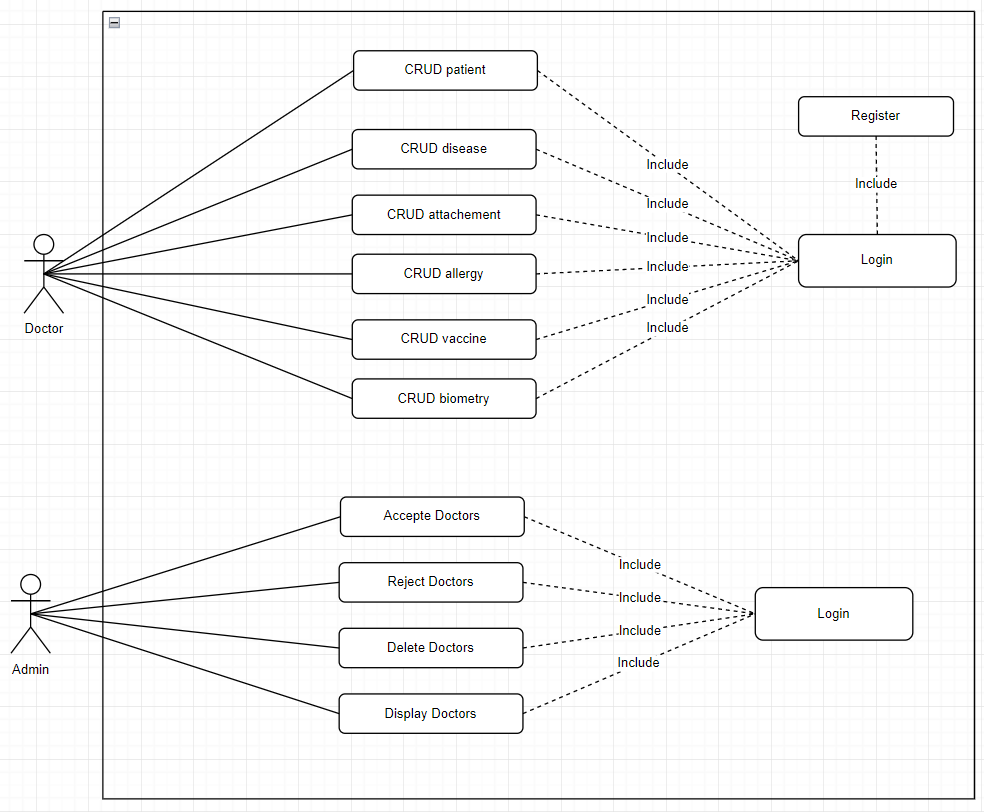 CRUD patient
Register
CRUD disease
Include
Include
Include
CRUD attachement
Include
Doctor
CRUD allergy
Include
Login
CRUD vaccine
Include
Include
CRUD biometry
Accepte Doctors
Include
Reject Doctors
Include
Login
Admin
Delete Doctors
Include
Include
Display Doctors